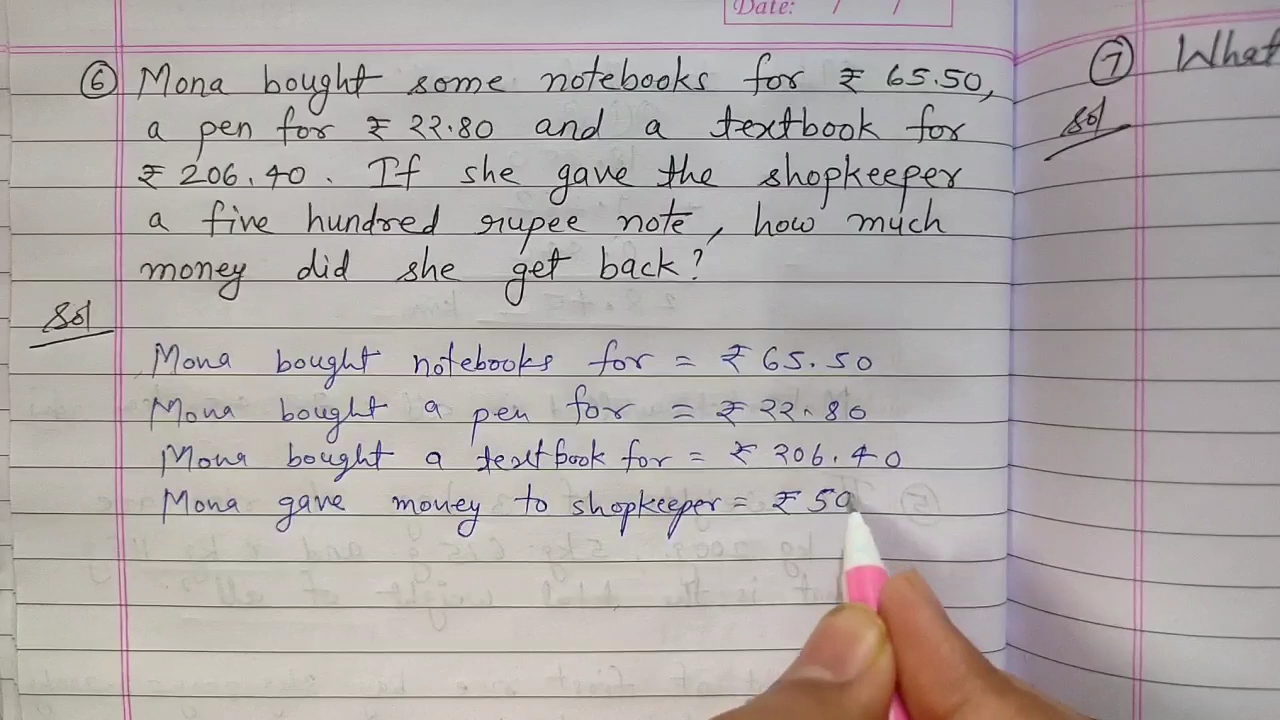 Date: / /
⑥ Mona bought some notebooks for ₹ 65.50,
a pen for ₹ 22.80 and a textbook for
₹ 206.40. If she gave the shopkeeper
a five hundred rupee note, how much
money did she get back?
Sol
Mona bought notebooks for = ₹ 65.50
Mona bought a pen for = ₹ 22.80
Mona bought a textbook for = ₹ 206.40
Mona gave money to shopkeeper = ₹ 50
⑦ What
Sol